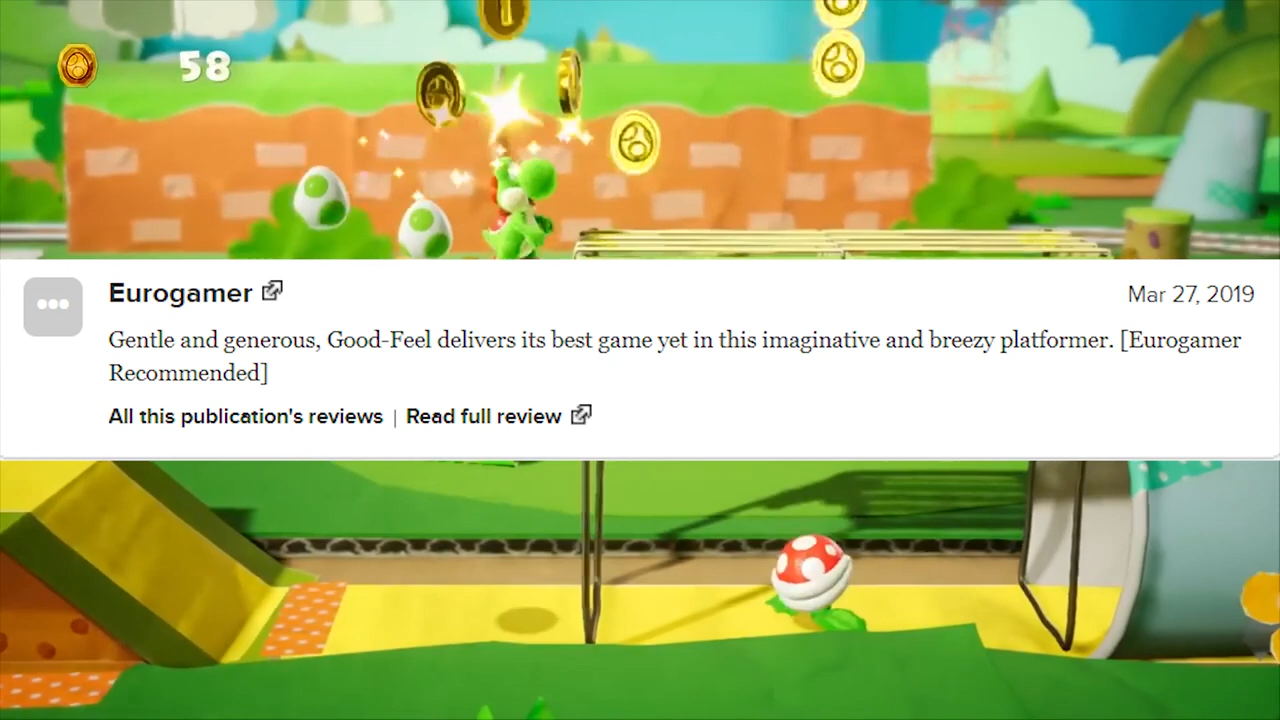 58
Eurogamer
Mar 27, 2019
Gentle and generous, Good-Feel delivers its best game yet in this imaginative and breezy platformer. [Eurogamer
Recommended]
All this publication's reviews | Read full review